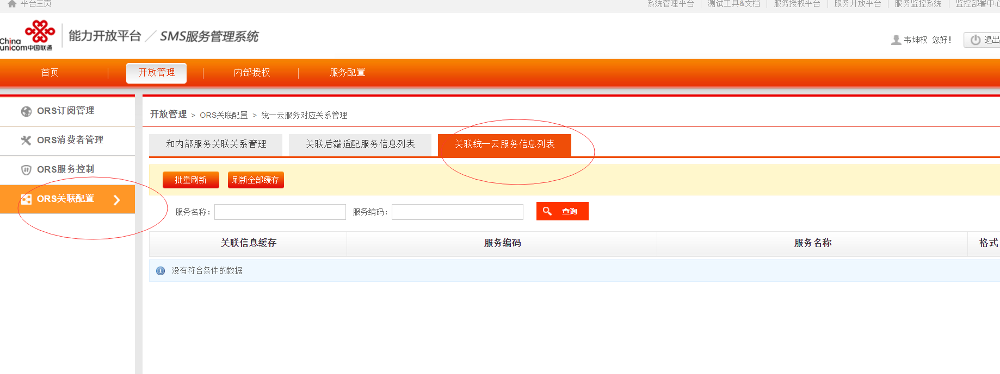 平台主页
系统管理平台 测试工具&文档 服务授权平台 服务开放平台 服务监控系统 监控部署中心
China unicom中国联通
能力开放平台 / SMS服务管理系统
韦坤权 您好! 退出
首页 开放管理 内部授权 服务配置
ORS订阅管理
ORS消费者管理
ORS服务控制
ORS关联配置
开放管理 > ORS关联配置 > 统一云服务对应关系管理
和内部服务关联关系管理 关联后端适配服务信息列表 关联统一云服务信息列表
批量刷新 刷新全部缓存
服务名称: 服务编码: 查询
关联信息缓存 服务编码 服务名称 格式
没有符合条件的数据